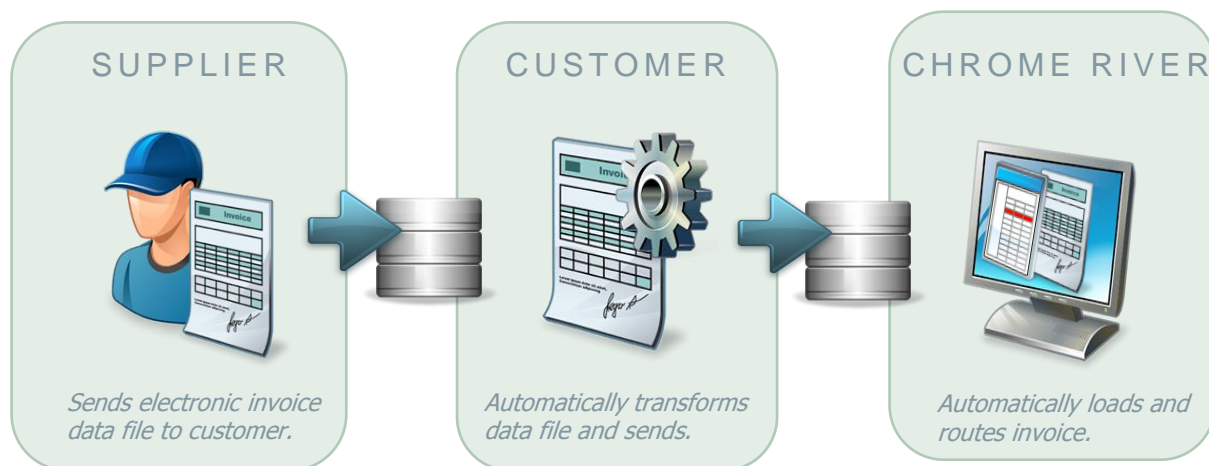 SUPPLIER
CUSTOMER
CHROME RIVER
Invoice
Invoice
Invoice
Sends electronic invoice
data file to customer.
Automatically transforms
data file and sends.
Automatically loads and
routes invoice.